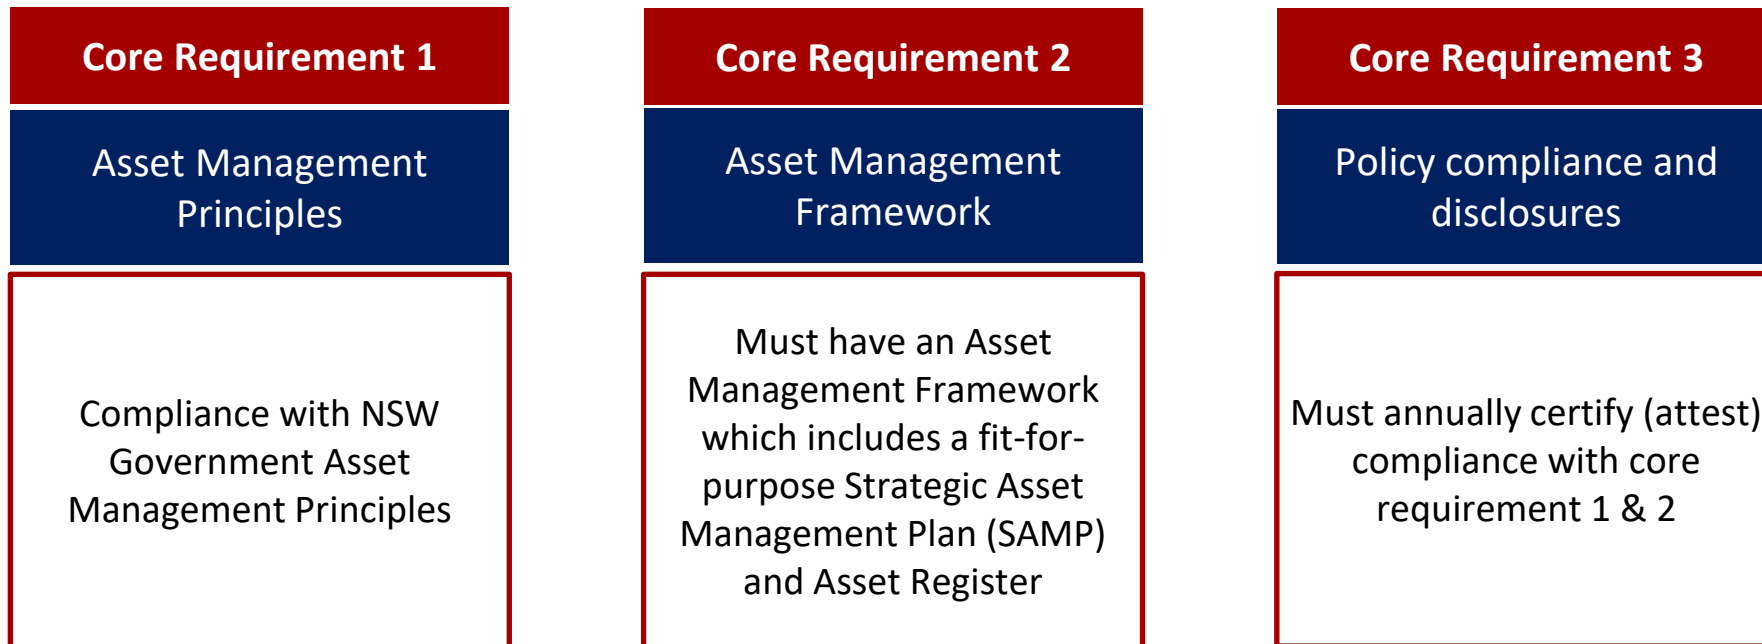 Core Requirement 1
Asset Management
Principles
Compliance with NSW
Government Asset
Management Principles
Core Requirement 2
Asset Management
Framework
Must have an Asset
Management Framework
which includes a fit-for-
purpose Strategic Asset
Management Plan (SAMP)
and Asset Register
Core Requirement 3
Policy compliance and
disclosures
Must annually certify (attest)
compliance with core
requirement 1 & 2